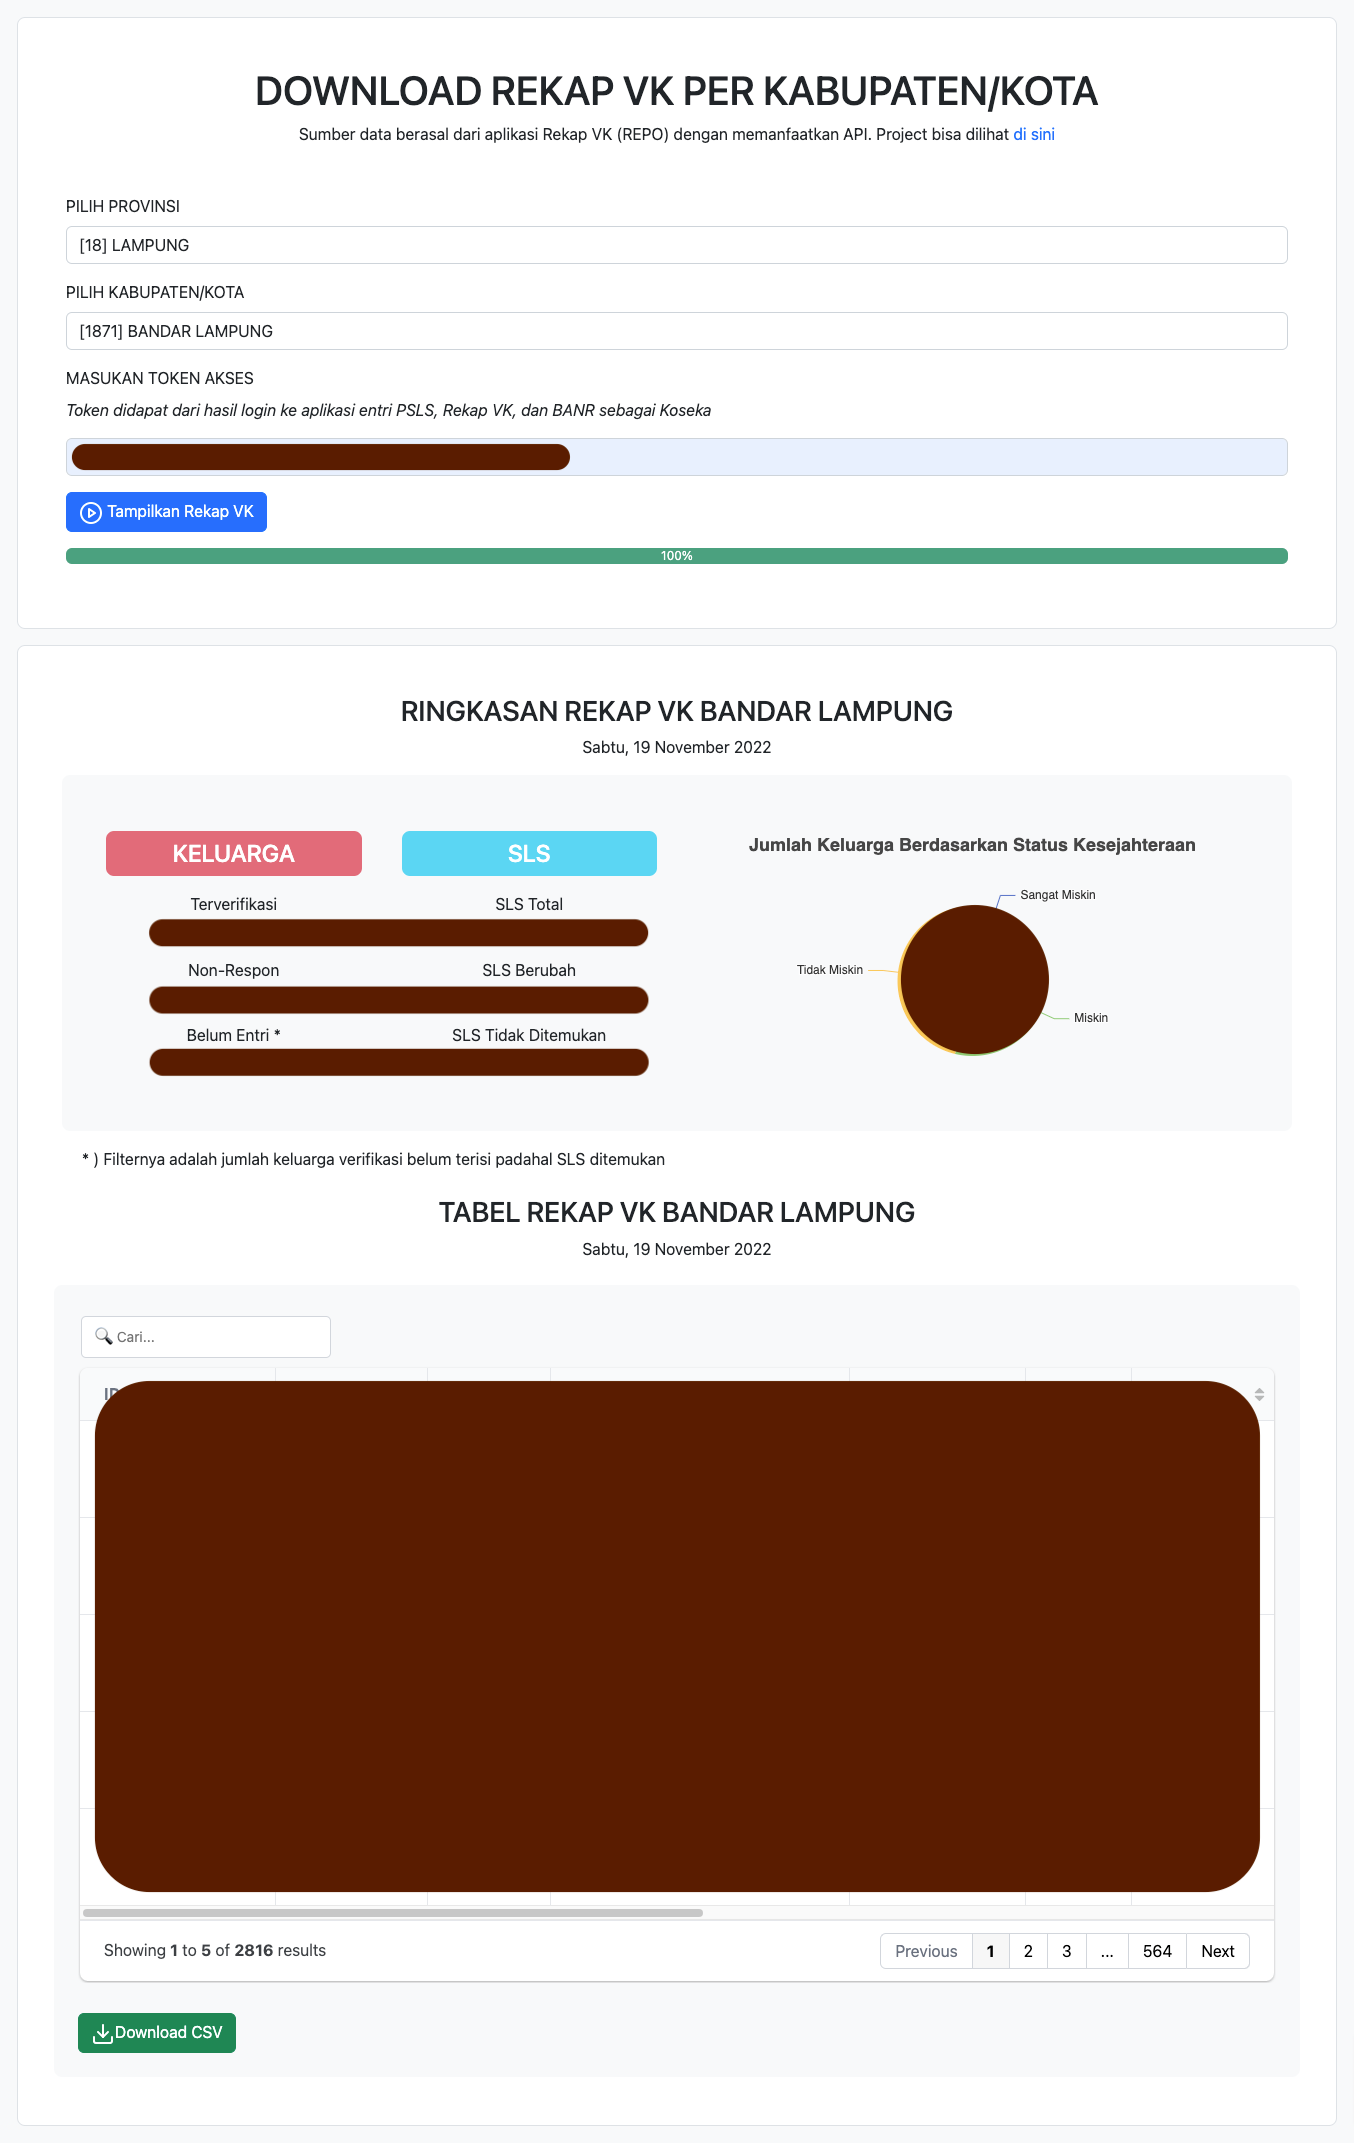 DOWNLOAD REKAP VK PER KABUPATEN/KOTA
Sumber data berasal dari aplikasi Rekap VK (REPO) dengan memanfaatkan API. Project bisa dilihat di sini
PILIH PROVINSI
[18] LAMPUNG
PILIH KABUPATEN/KOTA
[1871] BANDAR LAMPUNG
MASUKAN TOKEN AKSES
Token didapat dari hasil login ke aplikasi entri PSLS, Rekap VK, dan BANR sebagai Koseka
Tampilkan Rekap VK
100%
RINGKASAN REKAP VK BANDAR LAMPUNG
Sabtu, 19 November 2022
KELUARGA
SLS
Terverifikasi
SLS Total
Non-Respon
SLS Berubah
Belum Entri *
SLS Tidak Ditemukan
Jumlah Keluarga Berdasarkan Status Kesejahteraan
Sangat Miskin
Tidak Miskin
Miskin
* ) Filternya adalah jumlah keluarga verifikasi belum terisi padahal SLS ditemukan
TABEL REKAP VK BANDAR LAMPUNG
Sabtu, 19 November 2022
Cari...
Showing 1 to 5 of 2816 results
Previous 1 2 3 ... 564 Next
Download CSV